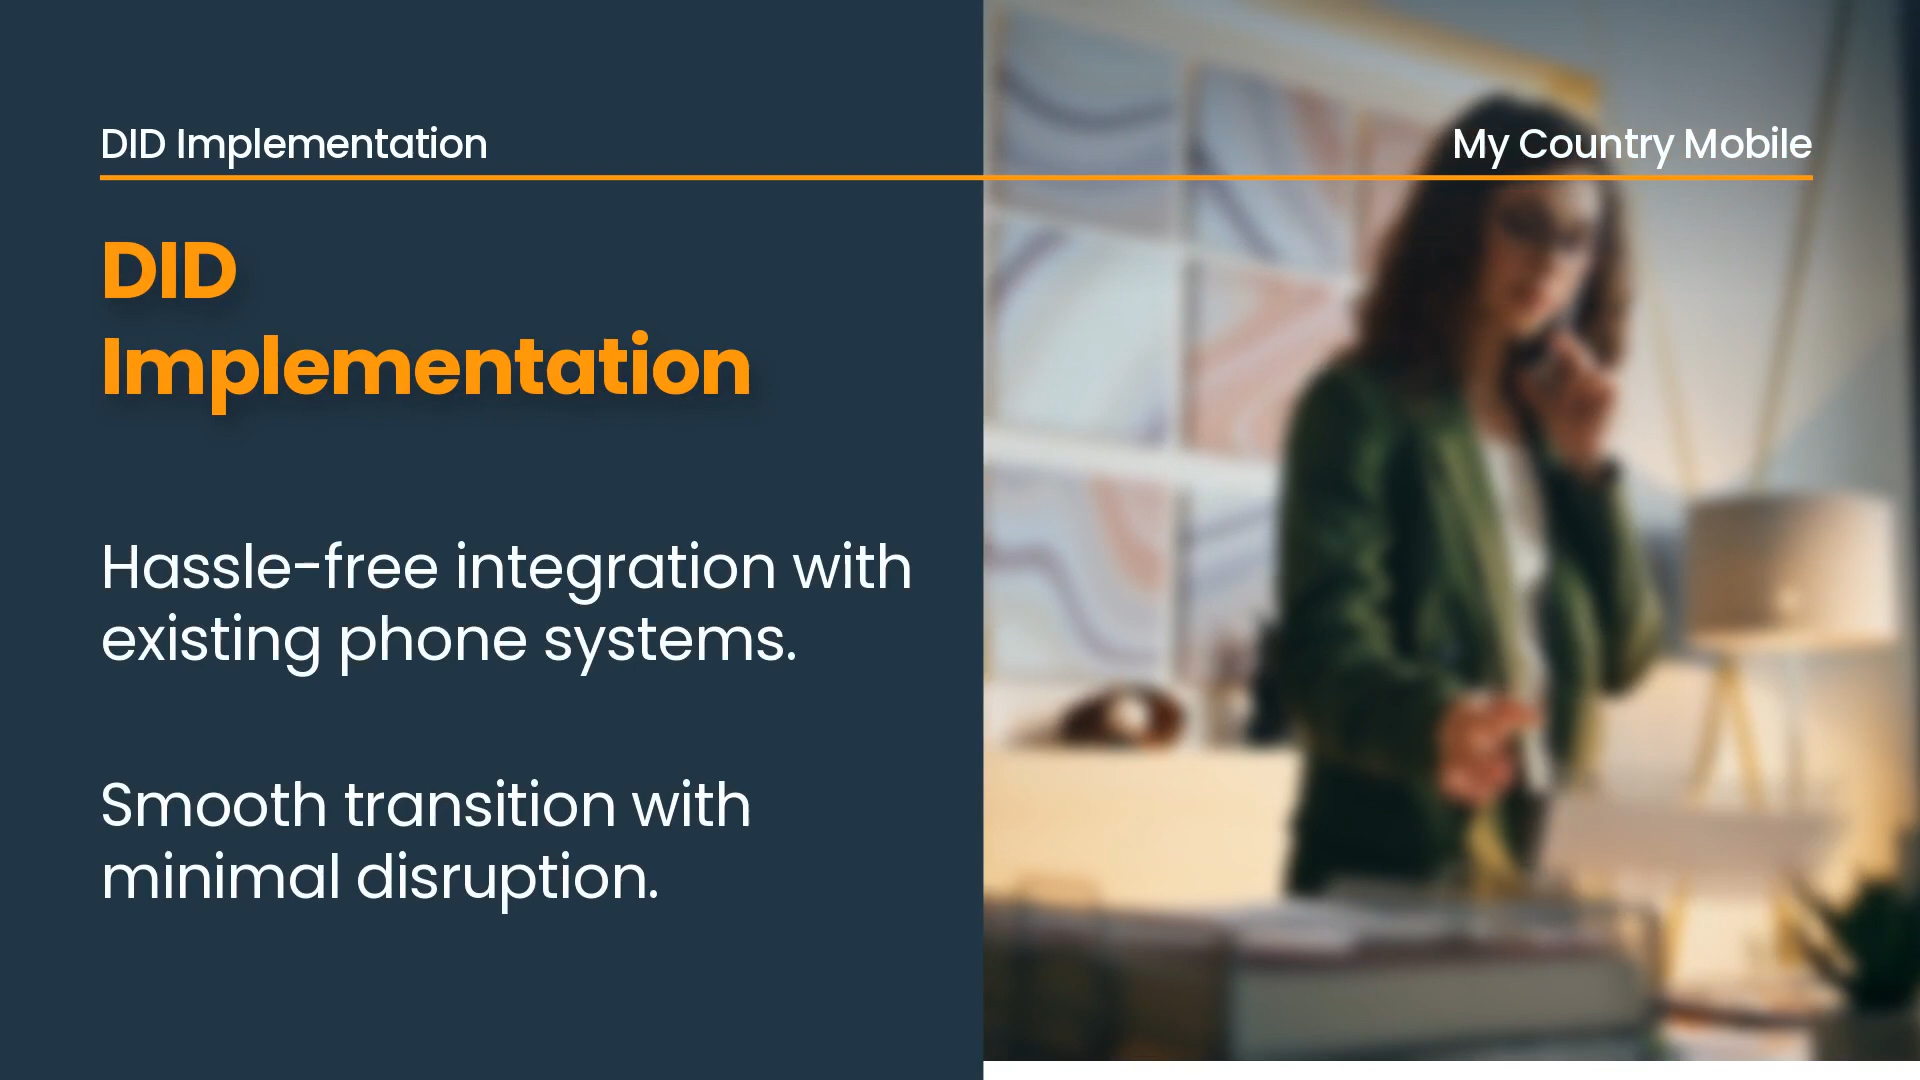 DID Implementation
My Country Mobile
DID
Implementation
Hassle-free integration with
existing phone systems.
Smooth transition with
minimal disruption.